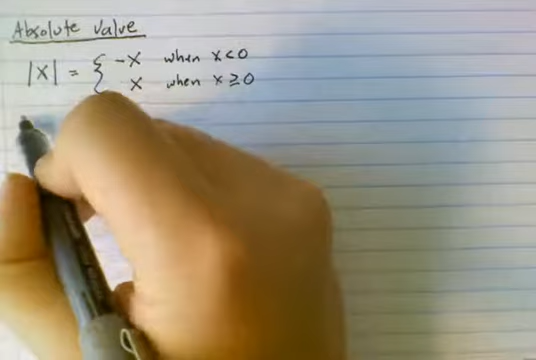 Absolute Value
|x| = { -x when x < 0
x when x ≥ 0